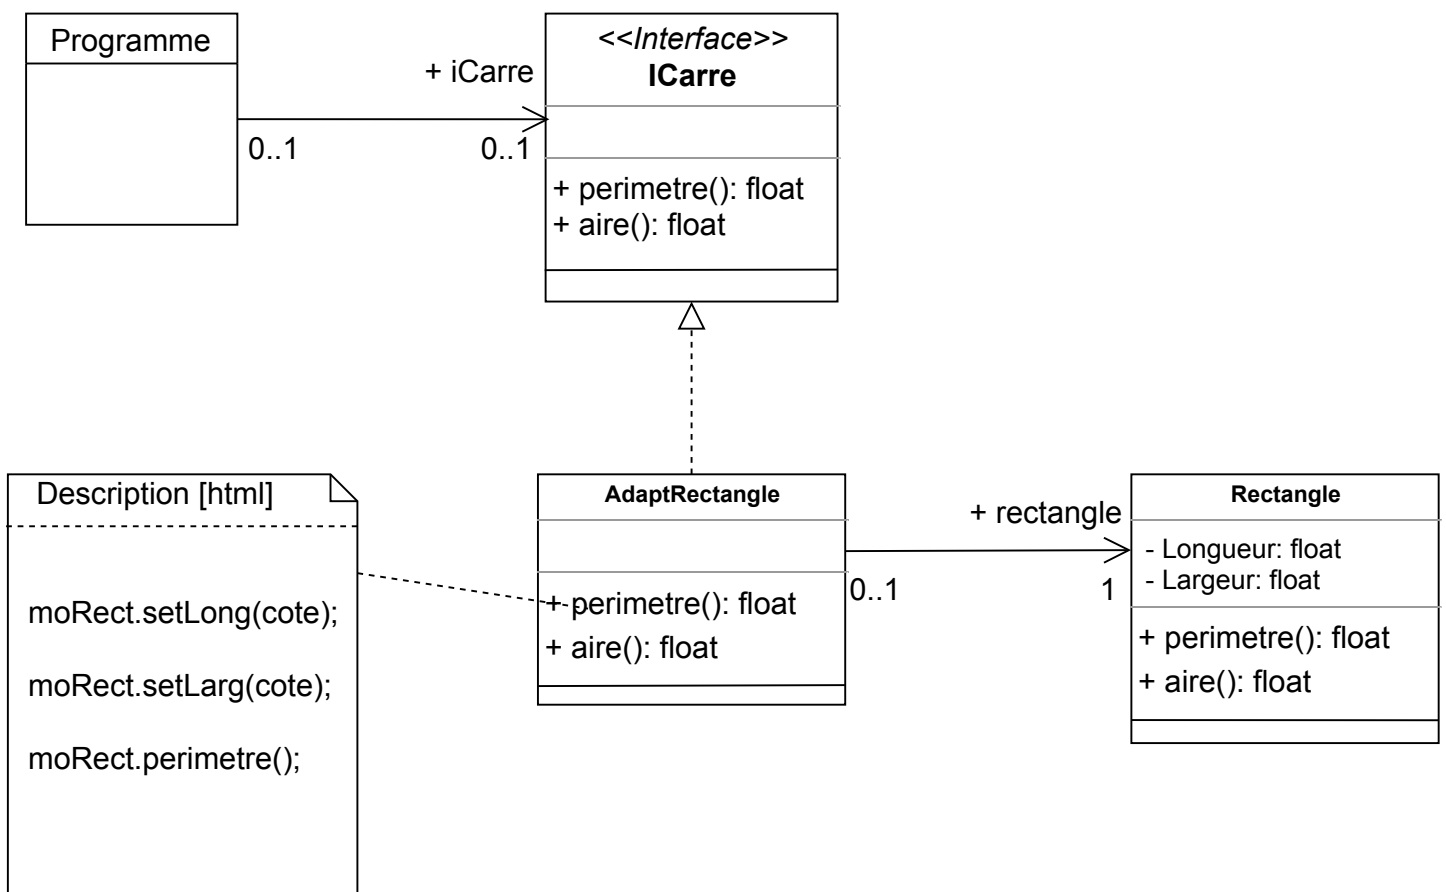 Programme
<<Interface>>
ICarre
+ iCarre
0..1
0..1
+ perimetre(): float
+ aire(): float
Description [html]
moRect.setLong(cote);
moRect.setLarg(cote);
moRect.perimetre();
AdaptRectangle
+ perimetre(): float
+ aire(): float
+ rectangle
0..1
1
Rectangle
- Longueur: float
- Largeur: float
+ perimetre(): float
+ aire(): float